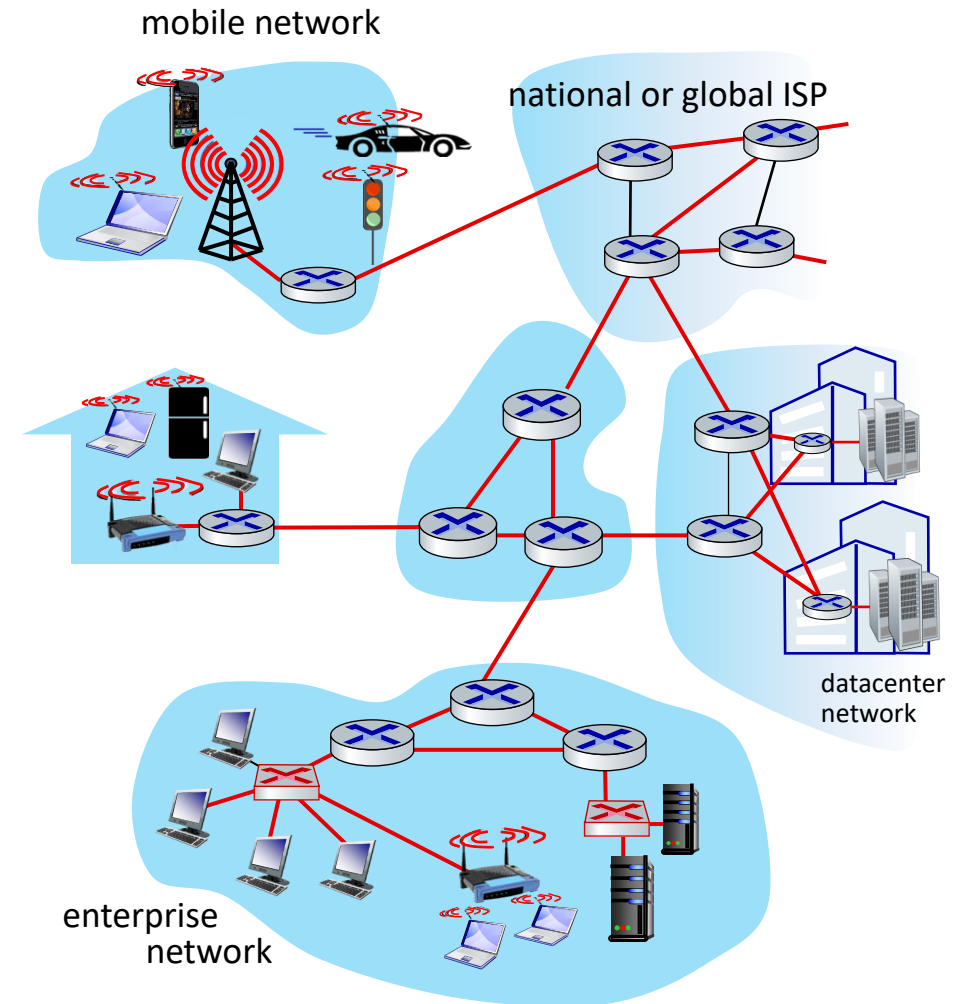 mobile network
national or global ISP
datacenter
network
enterprise
network